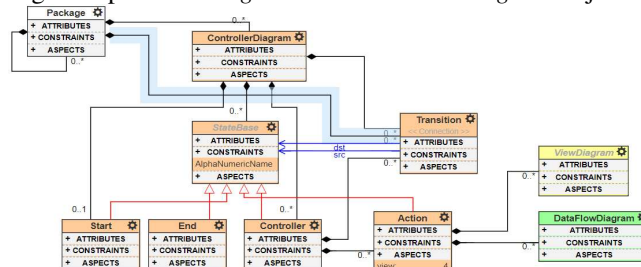 Package
+ ATTRIBUTES
+ CONSTRAINTS
+ ASPECTS
0..*
0..*
ControllerDiagram
+ ATTRIBUTES
+ CONSTRAINTS
+ ASPECTS
0..*
StateBase
+ ATTRIBUTES
+ CONSTRAINTS
AlphaNumericName
+ ASPECTS
dst
src
0..*
0..*
0..*
Transition
<< Connection >>
+ ATTRIBUTES
+ CONSTRAINTS
+ ASPECTS
ViewDiagram
+ ATTRIBUTES
+ CONSTRAINTS
+ ASPECTS
0..*
0..1
Start
+ ATTRIBUTES
+ CONSTRAINTS
+ ASPECTS
End
+ ATTRIBUTES
+ CONSTRAINTS
+ ASPECTS
0..*
Controller
+ ATTRIBUTES
+ CONSTRAINTS
+ ASPECTS
0..*
Action
+ ATTRIBUTES
+ CONSTRAINTS
+ ASPECTS
0..*
DataFlowDiagram
+ ATTRIBUTES
+ CONSTRAINTS
+ ASPECTS